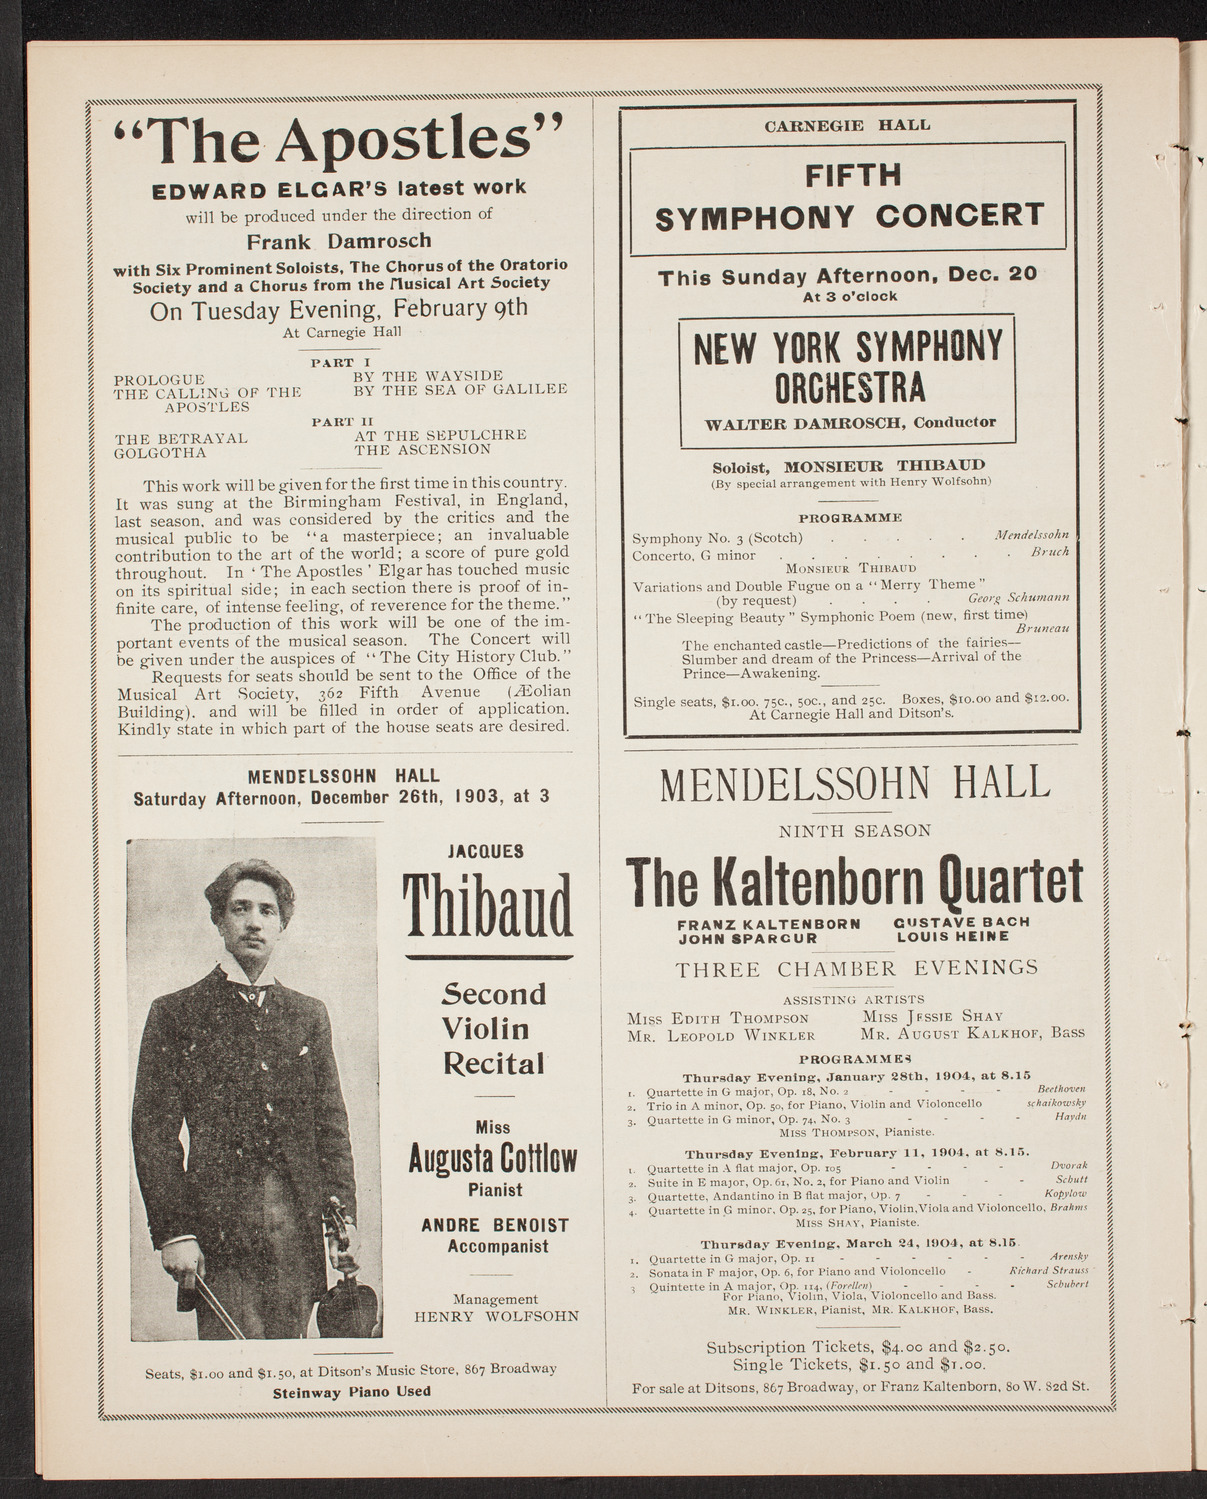 “The Apostles”
EDWARD ELGAR'S latest work
will be produced under the direction of
Frank Damrosch
with Six Prominent Soloists, The Chorus of the Oratorio
Society and a Chorus from the Musical Art Society
On Tuesday Evening, February 9th
At Carnegie Hall
PART I
PROLOGUE
THE CALLING OF THE
APOSTLES
BY THE WAYSIDE
BY THE SEA OF GALILEE
PART II
THE BETRAYAL
GOLGOTHA
AT THE SEPULCHRE
THE ASCENSION
This work will be given for the first time in this country.
It was sung at the Birmingham Festival, in England,
last season, and was considered by the critics and the
musical public to be “a masterpiece; an invaluable
contribution to the art of the world; a score of pure gold
throughout. In ‘The Apostles’ Elgar has touched music
on its spiritual side; in each section there is proof of in-
finite care, of intense feeling, of reverence for the theme.”
The production of this work will be one of the im-
portant events of the musical season. The Concert will
be given under the auspices of “The City History Club.”
Requests for seats should be sent to the Office of the
Musical Art Society, 362 Fifth Avenue (Æolian
Building), and will be filled in order of application.
Kindly state in which part of the house seats are desired.
MENDELSSOHN HALL
Saturday Afternoon, December 26th, 1903, at 3
JACQUES
Thibaud
Second
Violin
Recital
Miss
Augusta Cottlow
Pianist
ANDRE BENOIST
Accompanist
Management
HENRY WOLFSOHN
Seats, $1.00 and $1.50, at Ditson's Music Store, 867 Broadway
Steinway Piano Used
CARNEGIE HALL
FIFTH
SYMPHONY CONCERT
This Sunday Afternoon, Dec. 20
At 3 o'clock
NEW YORK SYMPHONY
ORCHESTRA
WALTER DAMROSCH, Conductor
Soloist, MONSIEUR THIBAUD
(By special arrangement with Henry Wolfsohn)
PROGRAMME
Symphony No. 3 (Scotch) . . . . . Mendelssohn
Concerto, G minor . . . . . . . . Bruch
MONSIEUR THIBAUD
Variations and Double Fugue on a “Merry Theme”
(by request) . . . . Georg Schumann
“The Sleeping Beauty” Symphonic Poem (new, first time)
Bruneau
The enchanted castle—Predictions of the fairies—
Slumber and dream of the Princess—Arrival of the
Prince—Awakening.
Single seats, $1.00, 75c., 50c., and 25c. Boxes, $10.00 and $12.00.
At Carnegie Hall and Ditson's.
MENDELSSOHN HALL
NINTH SEASON
The Kaltenborn Quartet
FRANZ KALTENBORN GUSTAVE BACH
JOHN SPARGUR LOUIS HEINE
THREE CHAMBER EVENINGS
ASSISTING ARTISTS
MISS EDITH THOMPSON MISS JESSIE SHAY
MR. LEOPOLD WINKLER MR. AUGUST KALKHOF, Bass
PROGRAMMES
Thursday Evening, January 28th, 1904, at 8.15
1. Quartette in G major, Op. 18, No. 2 - - - - Beethoven
2. Trio in A minor, Op. 50, for Piano, Violin and Violoncello schaikowsky
3. Quartette in G minor, Op. 74, No. 3 - - - - Haydn
MISS THOMPSON, Pianiste.
Thursday Evening, February 11, 1904, at 8.15.
1. Quartette in A flat major, Op. 105 - - - - Dvorak
2. Suite in E major, Op. 61, No. 2, for Piano and Violin - - Schutt
3. Quartette, Andantino in B flat major, Op. 7 - - - Kopylow
4. Quartette in G minor, Op. 25, for Piano, Violin, Viola and Violoncello, Brahms
MISS SHAY, Pianiste.
Thursday Evening, March 24, 1904, at 8.15
1. Quartette in G major, Op. 11 - - - - - - Arensky
2. Sonata in F major, Op. 6, for Piano and Violoncello - Richard Strauss
3 Quintette in A major, Op. 114, (Forellen) - - - - Schubert
For Piano, Violin, Viola, Violoncello and Bass.
MR. WINKLER, Pianist, MR. KALKHOF, Bass.
Subscription Tickets, $4.00 and $2.50.
Single Tickets, $1.50 and $1.00.
For sale at Ditsons, 867 Broadway, or Franz Kaltenborn, 80 W. 82d St.